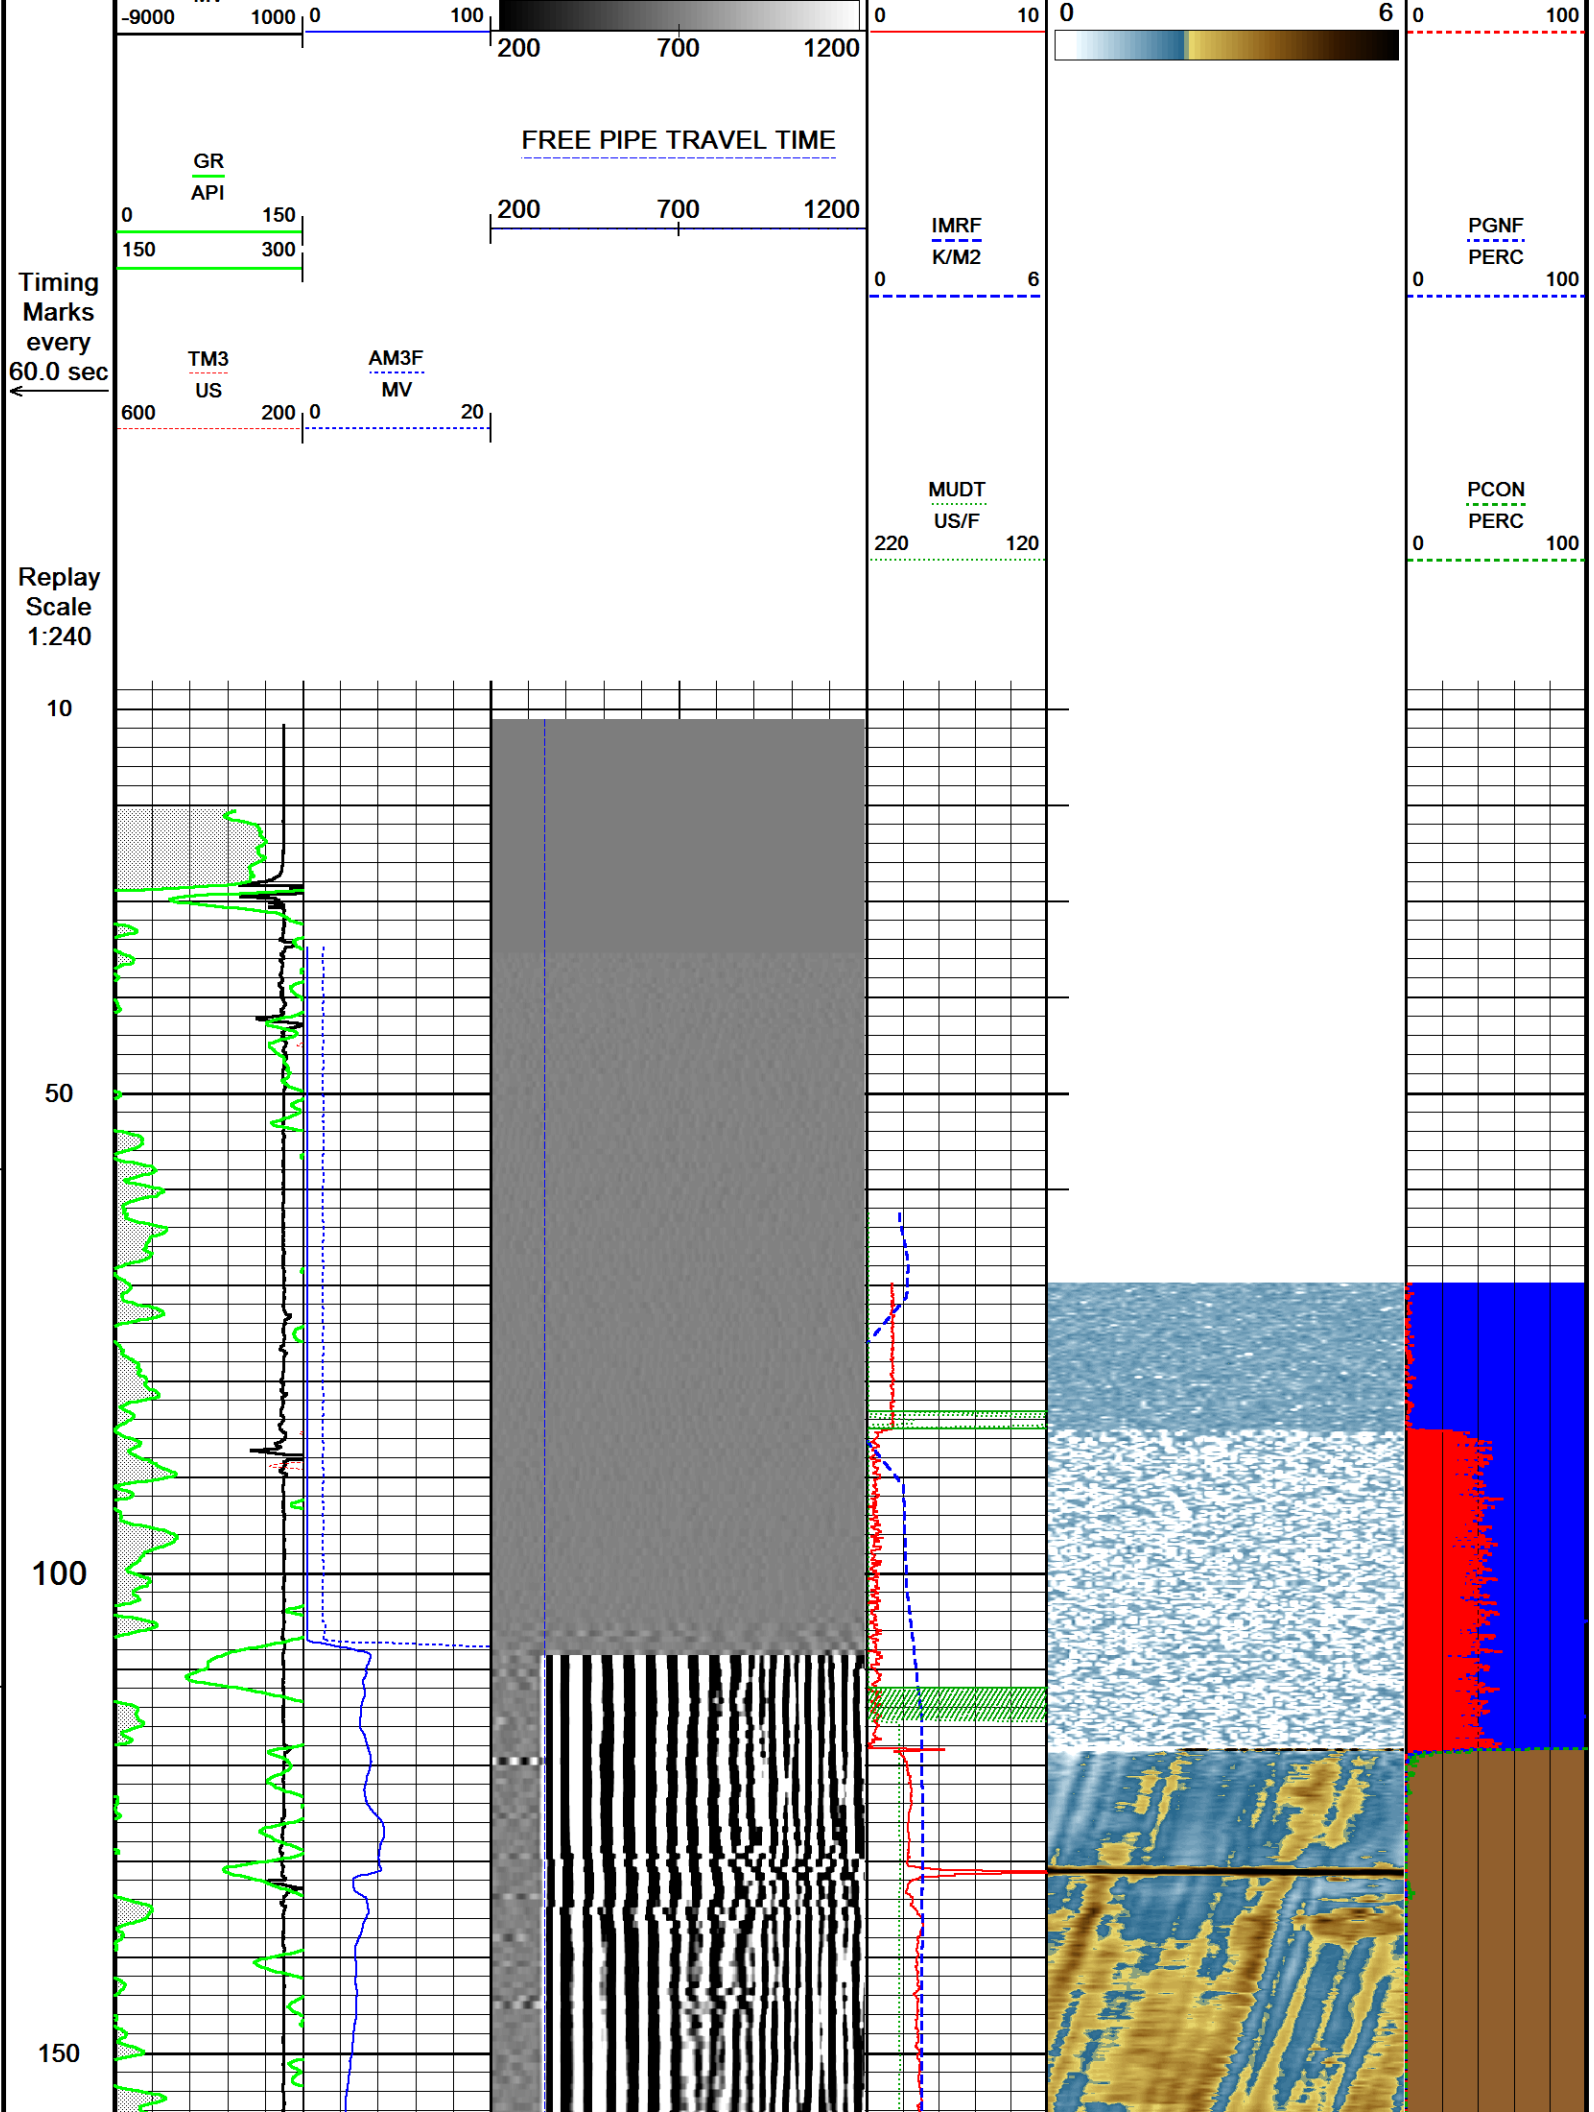 -9000 1000 0 100 200 700 1200 0 10 0 6 0 100
FREE PIPE TRAVEL TIME
200 700 1200
GR
API
0 150
150 300
Timing
Marks
every
60.0 sec
TM3
US
600 200
AM3F
MV
0 20
IMRF
K/M2
0 6
PGNF
PERC
0 100
MUDT
US/F
220 120
PCON
PERC
0 100
Replay
Scale
1:240
10
50
100
150